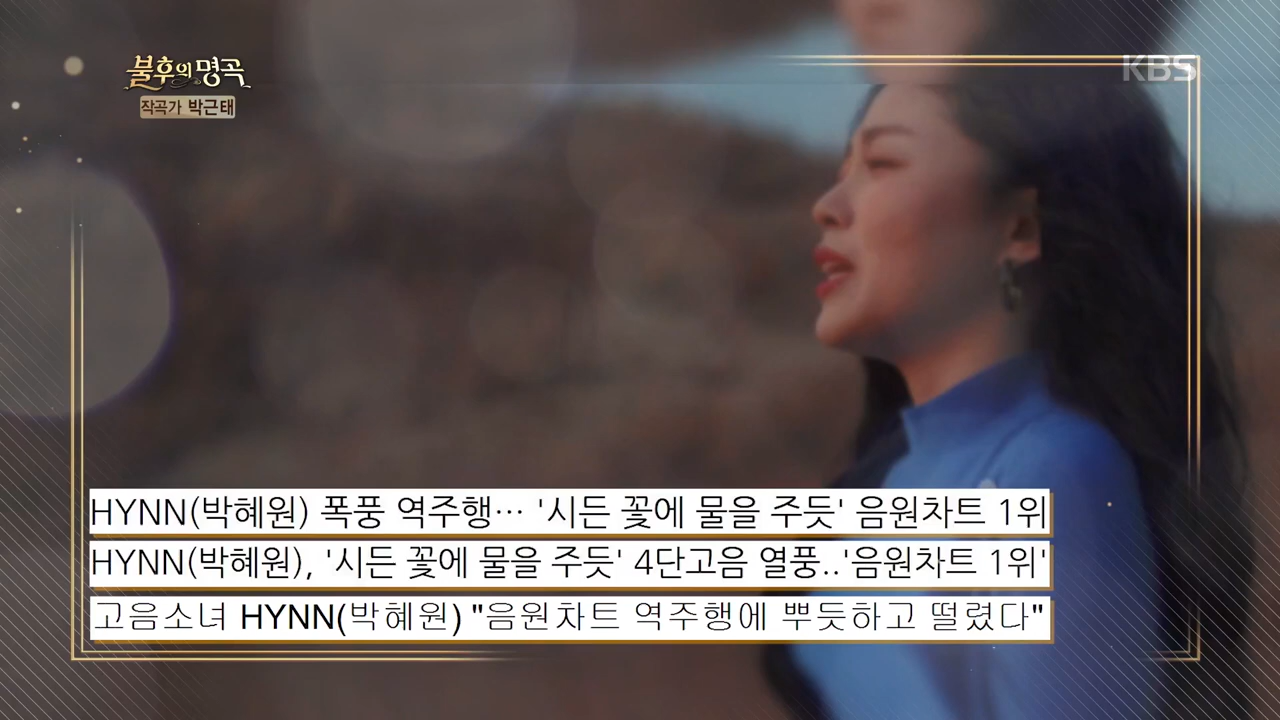 불후의 명곡
작곡가 박근태
KBS
HYNN(박혜원) 폭풍 역주행… '시든 꽃에 물을 주듯' 음원차트 1위
HYNN(박혜원), '시든 꽃에 물을 주듯' 4단고음 열풍..'음원차트 1위'
고음소녀 HYNN(박혜원) "음원차트 역주행에 뿌듯하고 떨렸다"